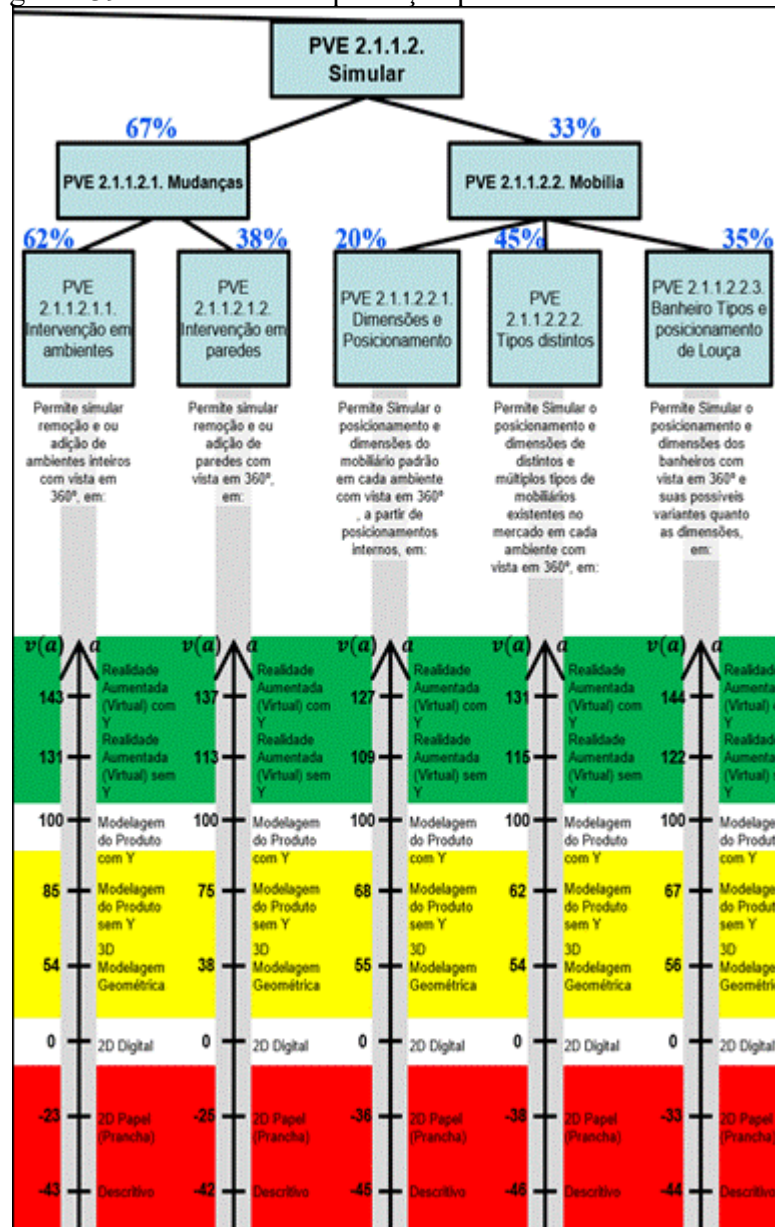 PVE 2.1.1.2.
Simular
67%
33%
PVE 2.1.1.2.1. Mudanças
PVE 2.1.1.2.2. Mobília
62%
38%
20%
45%
35%
PVE
2.1.1.2.1.1.
Intervenção em
ambientes
PVE
2.1.1.2.1.2.
Intervenção em
paredes
PVE 2.1.1.2.2.1.
Dimensões e
Posicionamento
PVE
2.1.1.2.2.2.
Tipos distintos
PVE 2.1.1.2.2.3.
Banheiro Tipos e
posicionamento
de Louça
Permite simular
remoção e ou
adição de
ambientes inteiros
com vista em
360º, em:
Permite simular
remoção e ou
adição de
paredes com
vista em 360º,
em:
Permite Simular o
posicionamento e
dimensões do
mobiliário padrão
em cada ambiente
com vista em 360º
, a partir de
posicionamentos
internos, em:
Permite Simular o
posicionamento e
dimensões de
distintos e
múltiplos tipos de
mobiliários
existentes no
mercado em cada
ambiente com
vista em 360º, em:
Permite Simular o
posicionamento e
dimensões dos
banheiros com
vista em 360º e
suas possíveis
variantes quanto
as dimensões,
em:
v(a) a
143
Realidade
Aumentada
(Virtual) com
Y
131
Realidade
Aumentada
(Virtual) sem
Y
100
Modelagem
do Produto
com Y
85
Modelagem
do Produto
sem Y
54
3D
Modelagem
Geométrica
0 2D Digital
-23
2D Papel
(Prancha)
-43 Descritivo
v(a) a
137
Realidade
Aumentada
(Virtual) com
Y
113
Realidade
Aumentada
(Virtual) sem
Y
100
Modelagem
do Produto
com Y
75
Modelagem
do Produto
sem Y
38
3D
Modelagem
Geométrica
0 2D Digital
-25
2D Papel
(Prancha)
-42 Descritivo
v(a) a
127
Realidade
Aumentada
(Virtual) com
Y
109
Realidade
Aumentada
(Virtual) sem
Y
100
Modelagem
do Produto
com Y
68
Modelagem
do Produto
sem Y
55
3D
Modelagem
Geométrica
0 2D Digital
-36
2D Papel
(Prancha)
-45 Descritivo
v(a) a
131
Realidade
Aumentada
(Virtual) com
Y
115
Realidade
Aumentada
(Virtual) sem
Y
100
Modelagem
do Produto
com Y
62
Modelagem
do Produto
sem Y
54
3D
Modelagem
Geométrica
0 2D Digital
-38
2D Papel
(Prancha)
-46 Descritivo
v(a) a
144
(Virtual)
Y
122
(Virtual)
Y
100
com Y
67
sem Y
56
3D
0 2D Digital
-33
2D Papel
(Prancha)
-44 Descritivo